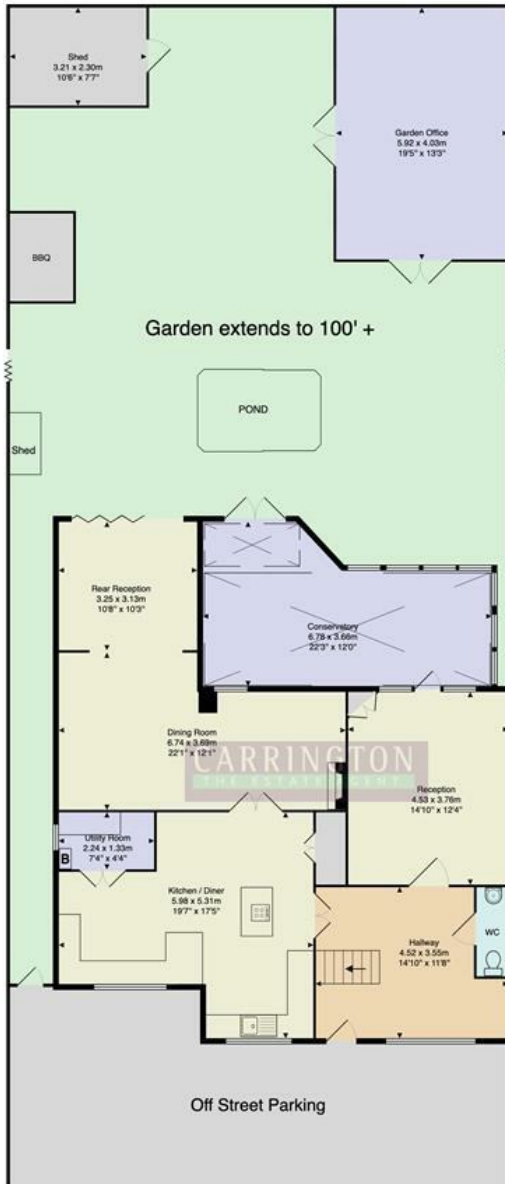 Shed
3.21 x 2.30m
10'6" x 7'7"
Garden Office
5.92 x 4.03m
19'5" x 13'3"
BBQ
Garden extends to 100' +
POND
Shed
Rear Reception
3.25 x 3.13m
10'8" x 10'3"
Conservatory
6.78 x 3.66m
22'3" x 12'0"
Dining Room
6.74 x 3.69m
22'1" x 12'1"
CARRINGTON
THE ESTATE AGENT
Reception
4.53 x 3.76m
14'10" x 12'4"
Utility Room
2.24 x 1.33m
7'4" x 4'4"
B
Kitchen / Diner
5.98 x 5.31m
19'7" x 17'5"
Hallway
4.52 x 3.55m
14'10" x 11'8"
WC
Off Street Parking